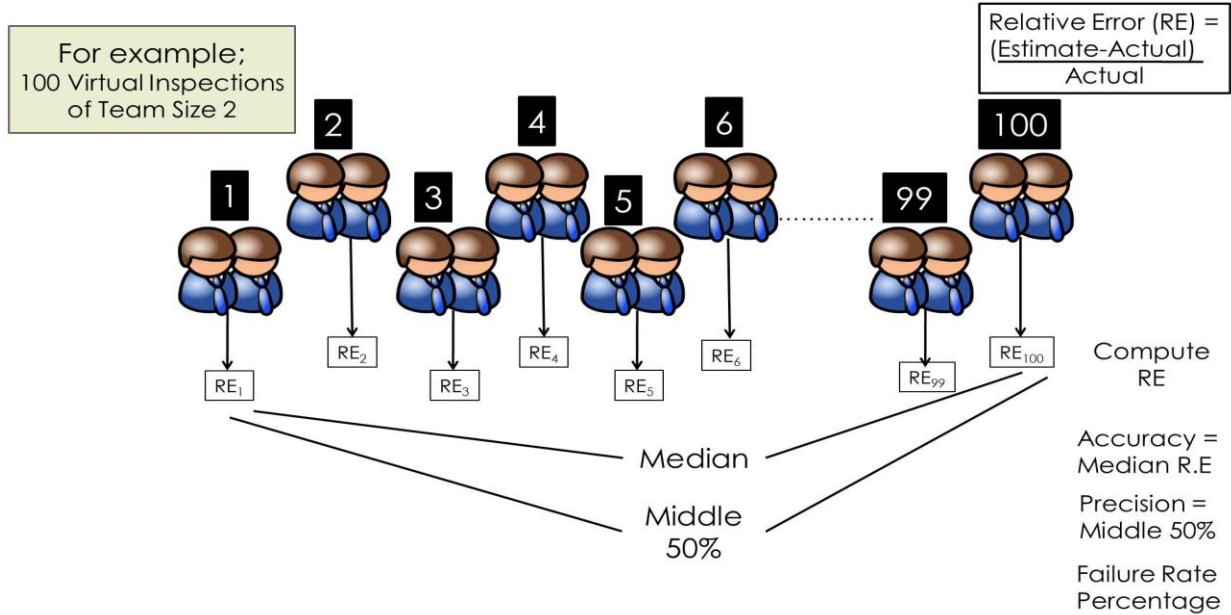 For example;
100 Virtual Inspections
of Team Size 2
Relative Error (RE) =
(Estimate-Actual)
Actual
1
2
3
4
5
6
..............
99
100
RE₁
RE₂
RE₃
RE₄
RE₅
RE₆
RE₉₉
RE₁₀₀
Compute
RE
Median
Middle
50%
Accuracy =
Median R.E
Precision =
Middle 50%
Failure Rate
Percentage